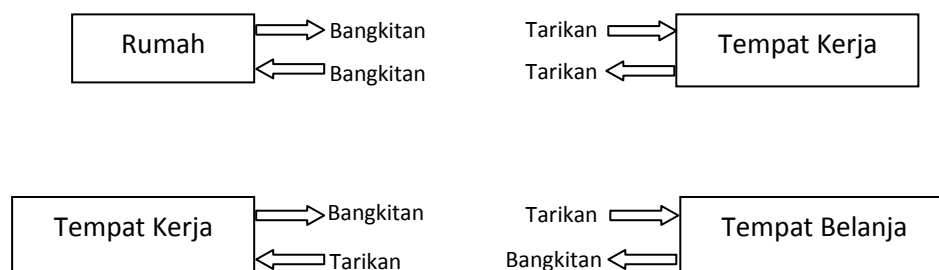 Rumah
Bangkitan
Bangkitan
Tarikan
Tarikan
Tempat Kerja
Tempat Kerja
Bangkitan
Tarikan
Tarikan
Bangkitan
Tempat Belanja